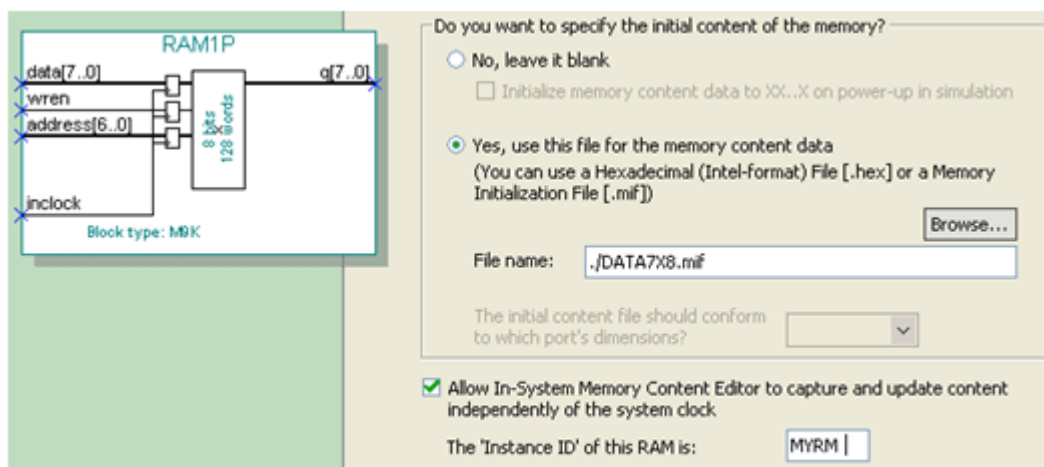 RAM1P
data[7..0]
q[7..0]
wren
address[6..0]
8 bits
128 words
inclock
Block type: M9K
Do you want to specify the initial content of the memory?
No, leave it blank
Initialize memory content data to XX..X on power-up in simulation
Yes, use this file for the memory content data
(You can use a Hexadecimal (Intel-format) File [.hex] or a Memory
Initialization File [.mif])
Browse...
File name: ./DATA7X8.mif
The initial content file should conform
to which port's dimensions?
Allow In-System Memory Content Editor to capture and update content
independently of the system clock
The 'Instance ID' of this RAM is: MYRM